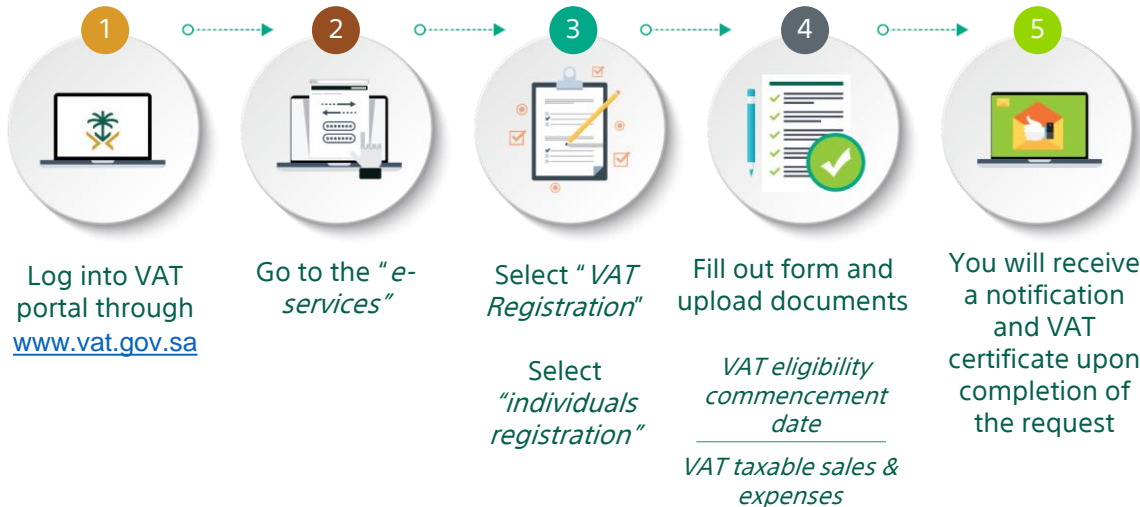 1
2
3
4
5
Log into VAT
portal through
www.vat.gov.sa
Go to the "e-
services"
Select "VAT
Registration"
Select
"individuals
registration"
Fill out form and
upload documents
VAT eligibility
commencement
date
VAT taxable sales &
expenses
You will receive
a notification
and VAT
certificate upon
completion of
the request